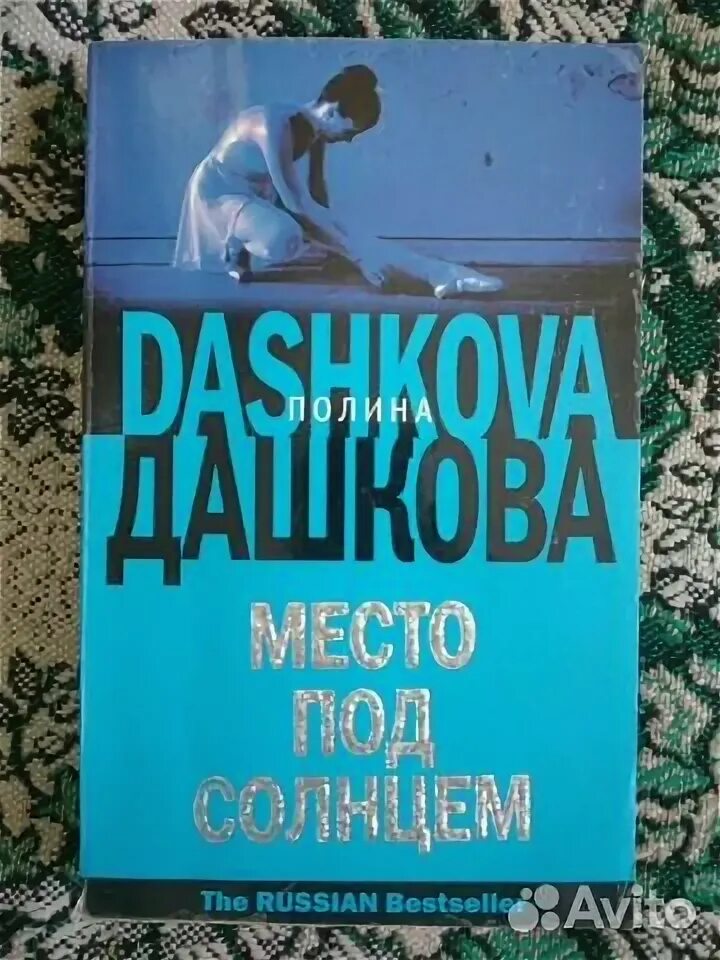 DASHKOVA
ПОЛИНА
ДАШКОВА
МЕСТО
ПОД
СОЛНЦЕМ
The RUSSIAN Bestseller
Avito